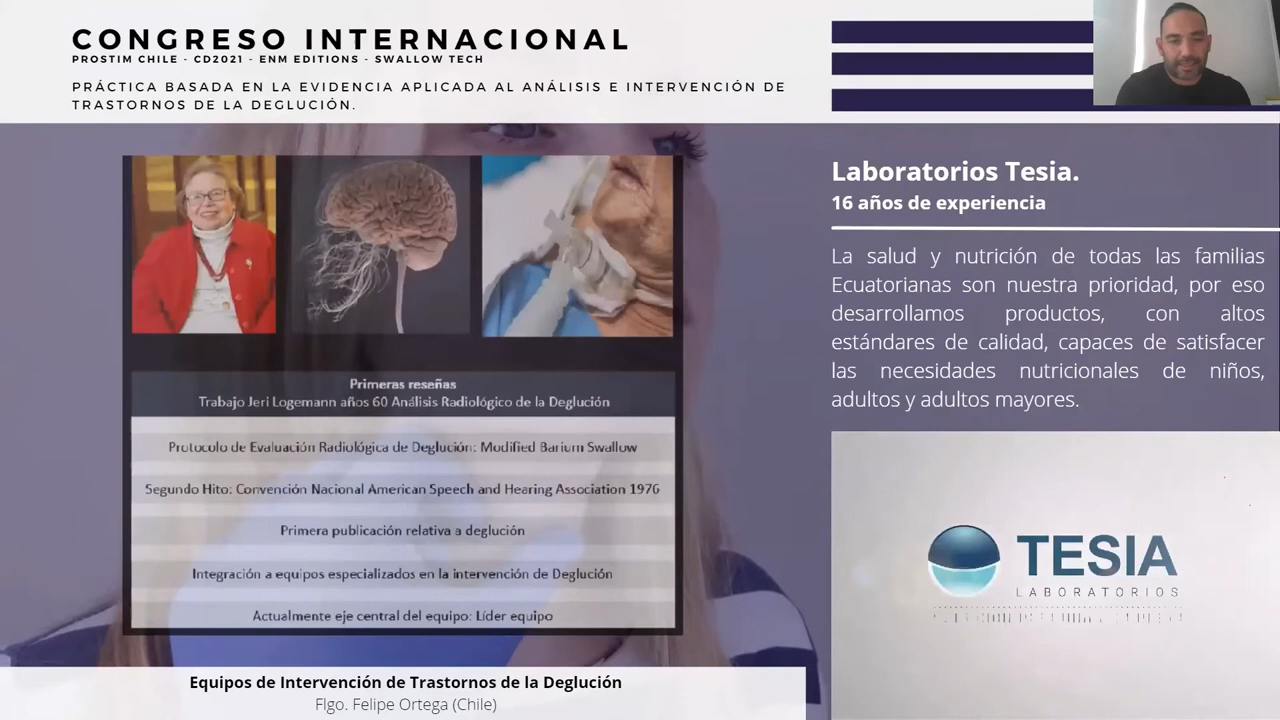 CONGRESO INTERNACIONAL
PROSTIM CHILE - CD2021 - ENM EDITIONS - SWALLOW TECH
PRÁCTICA BASADA EN LA EVIDENCIA APLICADA AL ANÁLISIS E INTERVENCIÓN DE
TRASTORNOS DE LA DEGLUCIÓN.
Primeras reseñas
Trabajo Jeri Logemann años 60 Análisis Radiológico de la Deglución
Protocolo de Evaluación Radiológica de Deglución: Modified Barium Swallow
Segundo Hito: Convención Nacional American Speech and Hearing Association 1976
Primera publicación relativa a deglución
Integración a equipos especializados en la intervención de Deglución
Actualmente eje central del equipo: Líder equipo
Equipos de Intervención de Trastornos de la Deglución
Flgo. Felipe Ortega (Chile)
Laboratorios Tesia.
16 años de experiencia
La salud y nutrición de todas las familias
Ecuatorianas son nuestra prioridad, por eso
desarrollamos productos, con altos
estándares de calidad, capaces de satisfacer
las necesidades nutricionales de niños,
adultos y adultos mayores.
TESIA
LABORATORIOS